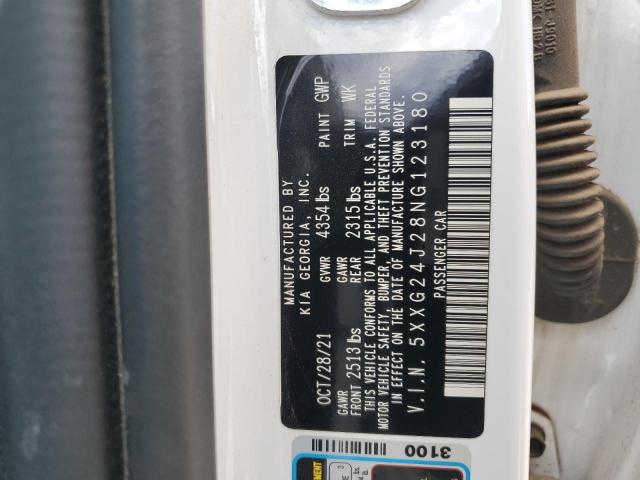 MANUFACTURED BY
KIA GEORGIA, INC.
OCT/28/21 GVWR 4354 lbs PAINT GWP
GAWR FRONT 2513 lbs GAWR REAR 2315 lbs TRIM WK
THIS VEHICLE CONFORMS TO ALL APPLICABLE U.S.A. FEDERAL
MOTOR VEHICLE SAFETY, BUMPER, AND THEFT PREVENTION STANDARDS
IN EFFECT ON THE DATE OF MANUFACTURE SHOWN ABOVE.
V.I.N. 5XXG24J28NG123180
PASSENGER CAR
3100